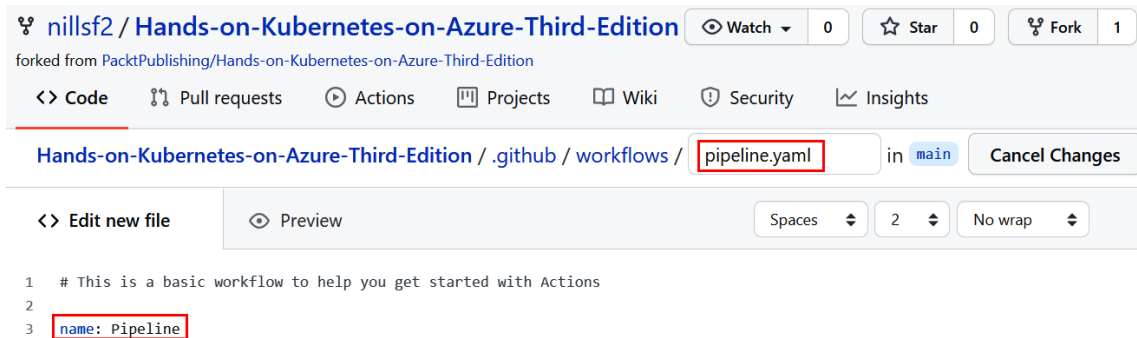 nillsf2 / Hands-on-Kubernetes-on-Azure-Third-Edition Watch 0 Star 0 Fork 1
forked from PacktPublishing/Hands-on-Kubernetes-on-Azure-Third-Edition
<> Code Pull requests Actions Projects Wiki Security Insights
Hands-on-Kubernetes-on-Azure-Third-Edition / .github / workflows / pipeline.yaml in main Cancel Changes
<> Edit new file Preview Spaces 2 No wrap
1 # This is a basic workflow to help you get started with Actions
2
3 name: Pipeline